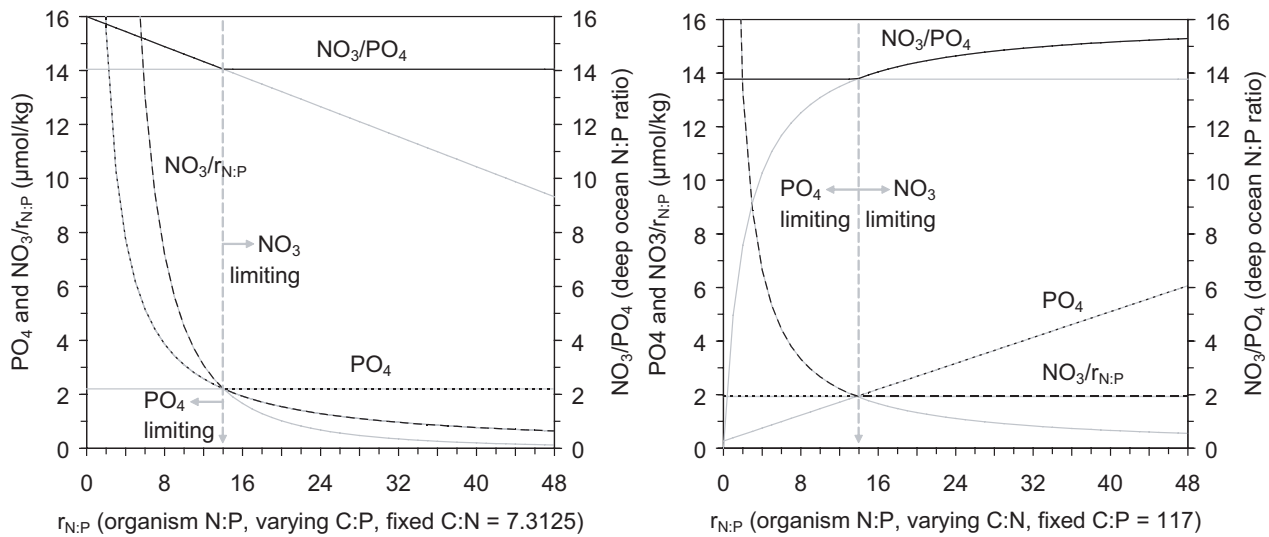 16
14
12
10
8
6
4
2
0
PO4 and NO3/rN:P (µmol/kg)
NO3/PO4
NO3/rN:P
NO3
limiting
PO4
PO4
limiting
0 8 16 24 32 40 48
rN:P (organism N:P, varying C:P, fixed C:N = 7.3125)
16
14
12
10
8
6
4
2
0
NO3/PO4 (deep ocean N:P ratio)
16
14
12
10
8
6
4
2
0
PO4 and NO3/rN:P (µmol/kg)
NO3/PO4
PO4 NO3
limiting limiting
PO4
NO3/rN:P
0 8 16 24 32 40 48
rN:P (organism N:P, varying C:N, fixed C:P = 117)
16
14
12
10
8
6
4
2
0
NO3/PO4 (deep ocean N:P ratio)